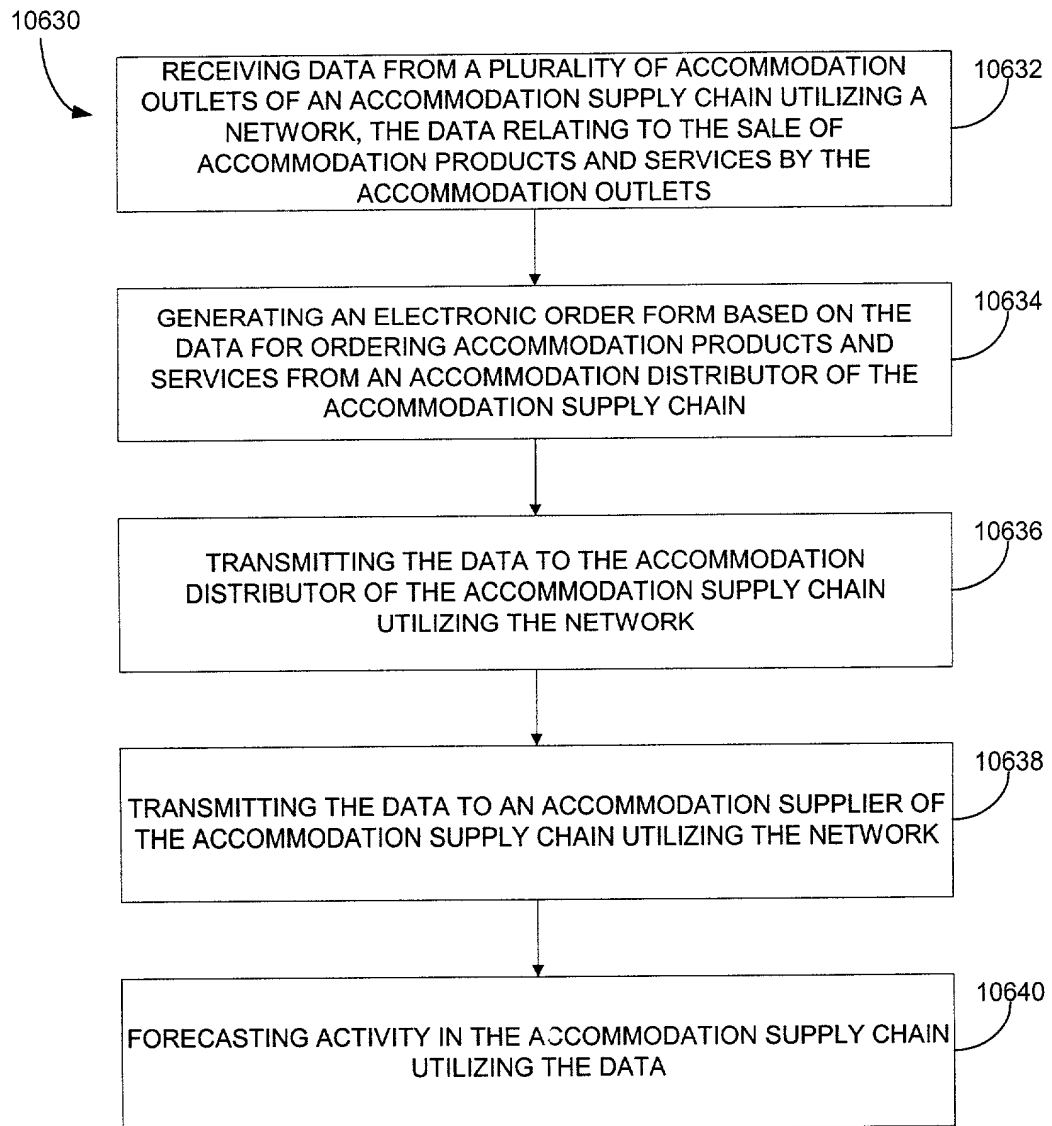 10630
RECEIVING DATA FROM A PLURALITY OF ACCOMMODATION
OUTLETS OF AN ACCOMMODATION SUPPLY CHAIN UTILIZING A
NETWORK, THE DATA RELATING TO THE SALE OF
ACCOMMODATION PRODUCTS AND SERVICES BY THE
ACCOMMODATION OUTLETS
10632
GENERATING AN ELECTRONIC ORDER FORM BASED ON THE
DATA FOR ORDERING ACCOMMODATION PRODUCTS AND
SERVICES FROM AN ACCOMMODATION DISTRIBUTOR OF THE
ACCOMMODATION SUPPLY CHAIN
10634
TRANSMITTING THE DATA TO THE ACCOMMODATION
DISTRIBUTOR OF THE ACCOMMODATION SUPPLY CHAIN
UTILIZING THE NETWORK
10636
TRANSMITTING THE DATA TO AN ACCOMMODATION SUPPLIER OF
THE ACCOMMODATION SUPPLY CHAIN UTILIZING THE NETWORK
10638
FORECASTING ACTIVITY IN THE ACCOMMODATION SUPPLY CHAIN
UTILIZING THE DATA
10640